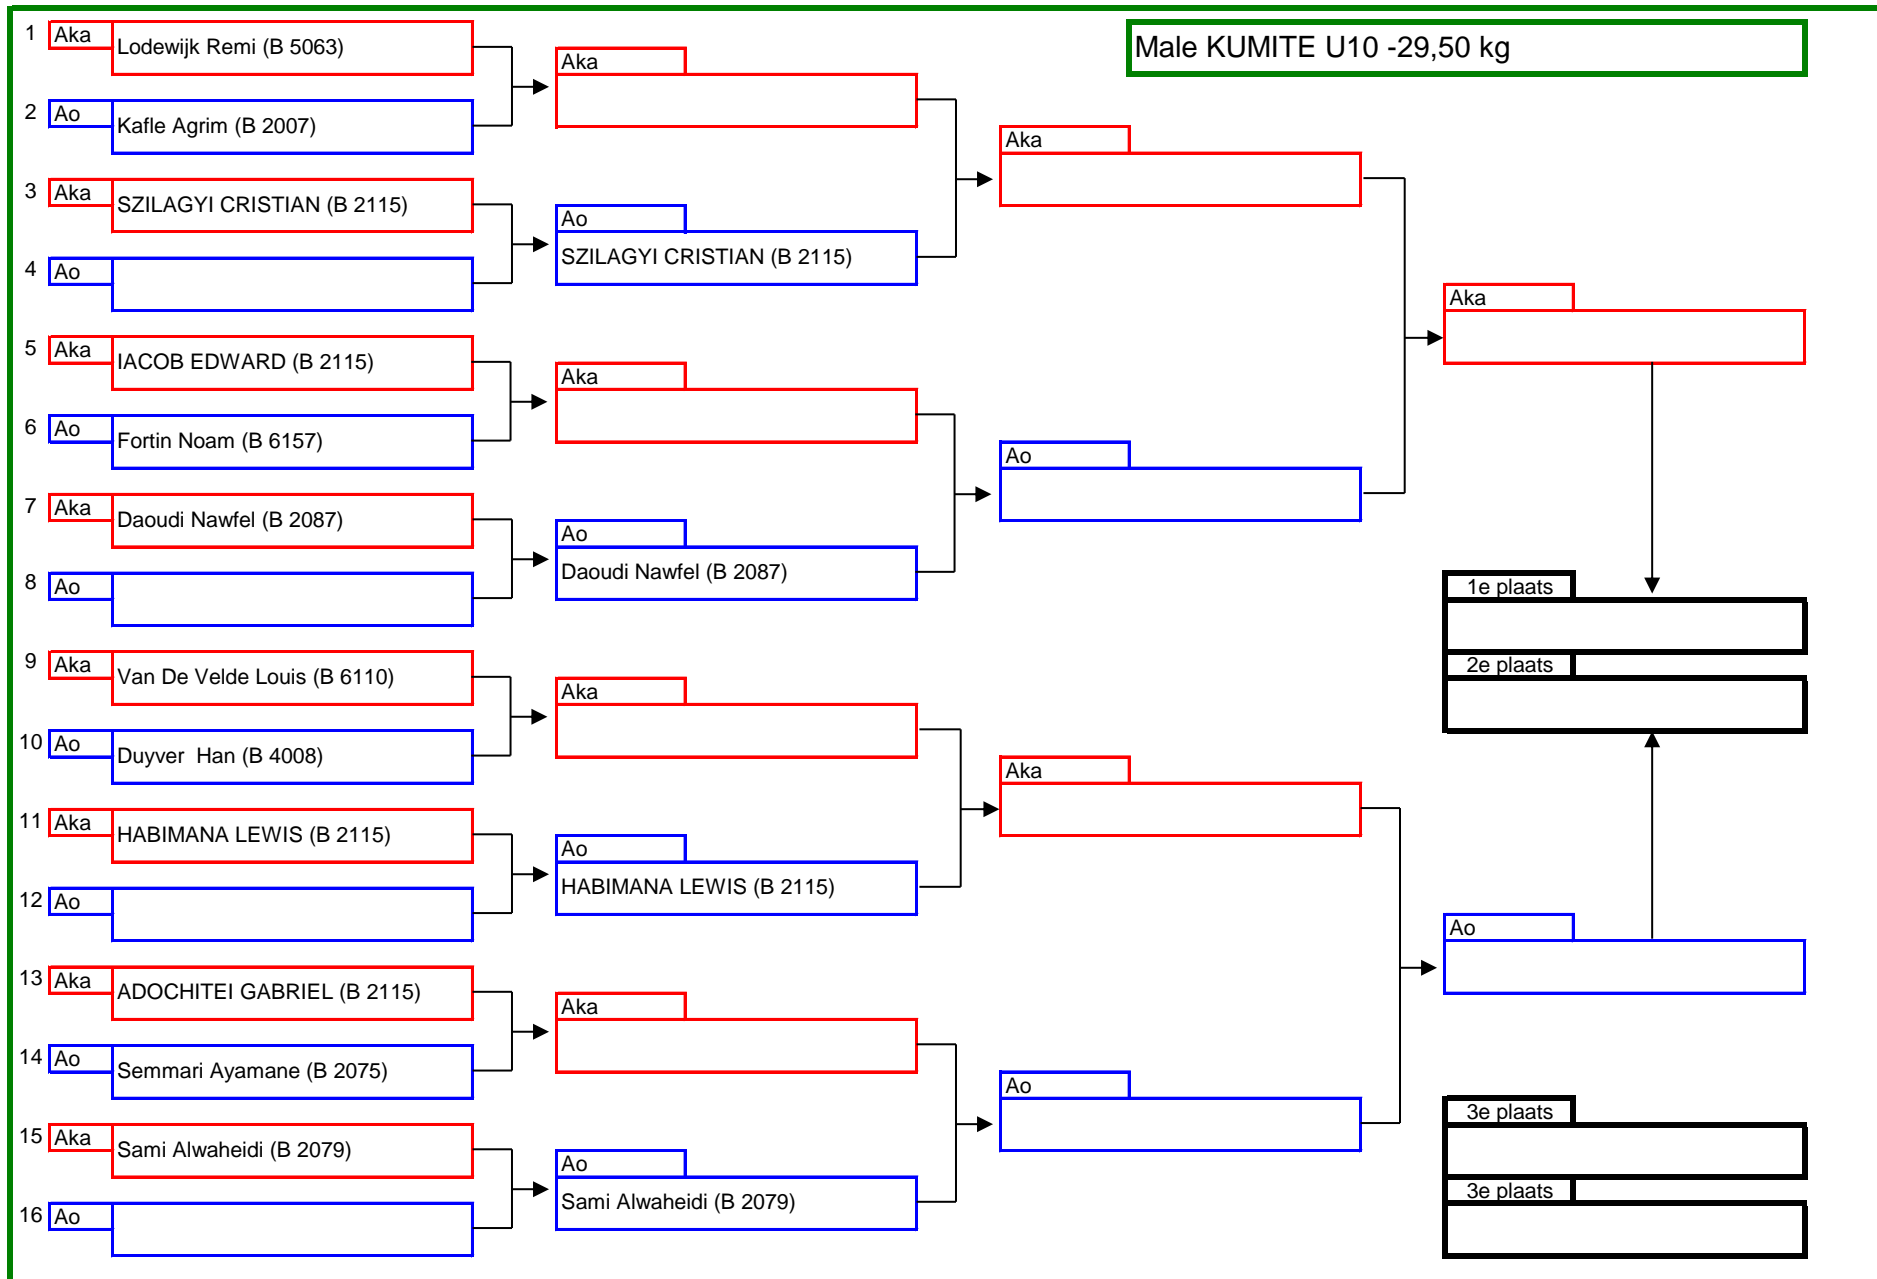 Male KUMITE U10 -29,50 kg
1 Aka
Lodewijk Remi (B 5063)
2 Ao
Kafle Agrim (B 2007)
3 Aka
SZILAGYI CRISTIAN (B 2115)
4 Ao
5 Aka
IACOB EDWARD (B 2115)
6 Ao
Fortin Noam (B 6157)
7 Aka
Daoudi Nawfel (B 2087)
8 Ao
9 Aka
Van De Velde Louis (B 6110)
10 Ao
Duyver  Han (B 4008)
11 Aka
HABIMANA LEWIS (B 2115)
12 Ao
13 Aka
ADOCHITEI GABRIEL (B 2115)
14 Ao
Semmari Ayamane (B 2075)
15 Aka
Sami Alwaheidi (B 2079)
16 Ao
Aka
Ao
SZILAGYI CRISTIAN (B 2115)
Aka
Ao
Daoudi Nawfel (B 2087)
Aka
Ao
HABIMANA LEWIS (B 2115)
Aka
Ao
Sami Alwaheidi (B 2079)
Aka
Ao
Aka
Ao
Aka
1e plaats
2e plaats
Ao
3e plaats
3e plaats